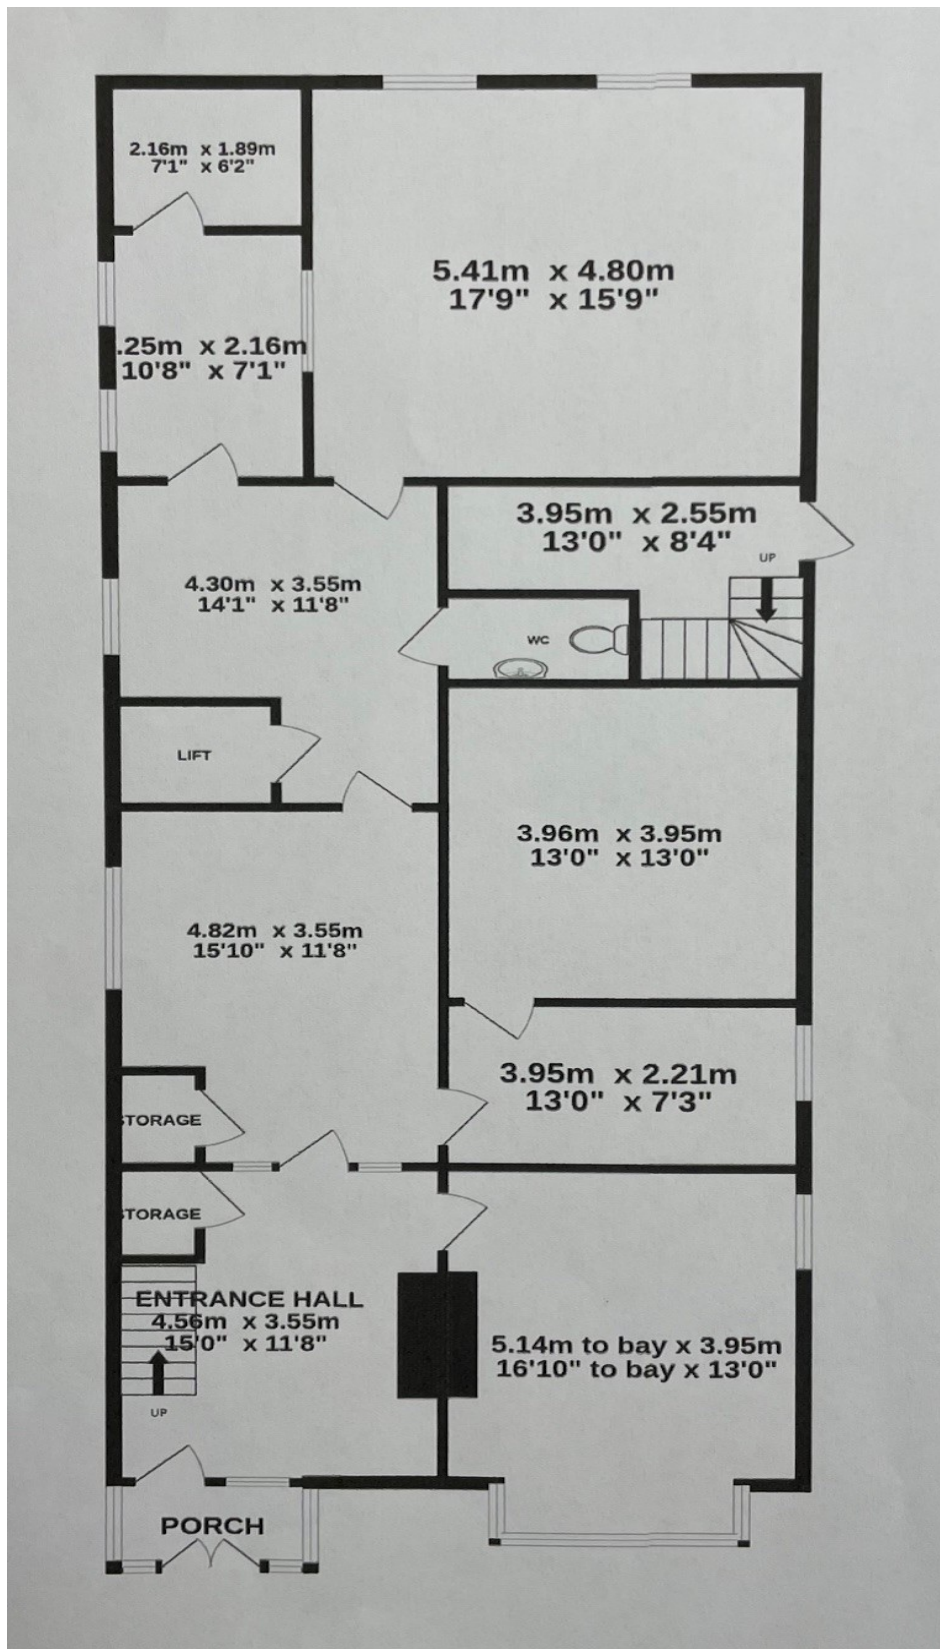 2.16m x 1.89m
7'1" x 6'2"
5.41m x 4.80m
17'9" x 15'9"
.25m x 2.16m
10'8" x 7'1"
3.95m x 2.55m
13'0" x 8'4"
UP
4.30m x 3.55m
14'1" x 11'8"
WC
LIFT
3.96m x 3.95m
13'0" x 13'0"
4.82m x 3.55m
15'10" x 11'8"
3.95m x 2.21m
13'0" x 7'3"
STORAGE
STORAGE
ENTRANCE HALL
4.56m x 3.55m
15'0" x 11'8"
5.14m to bay x 3.95m
16'10" to bay x 13'0"
UP
PORCH